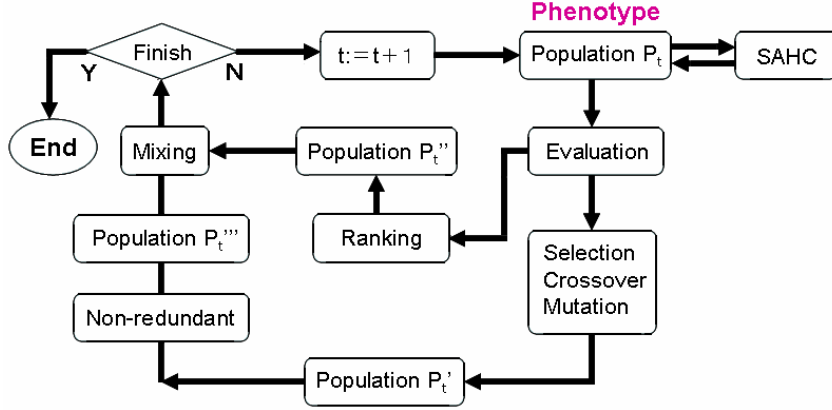 Phenotype
Finish
Y
N
t:= t + 1
Population Pt
SAHC
End
Mixing
Population Pt''
Evaluation
Population Pt'''
Ranking
Selection
Crossover
Mutation
Non-redundant
Population Pt'